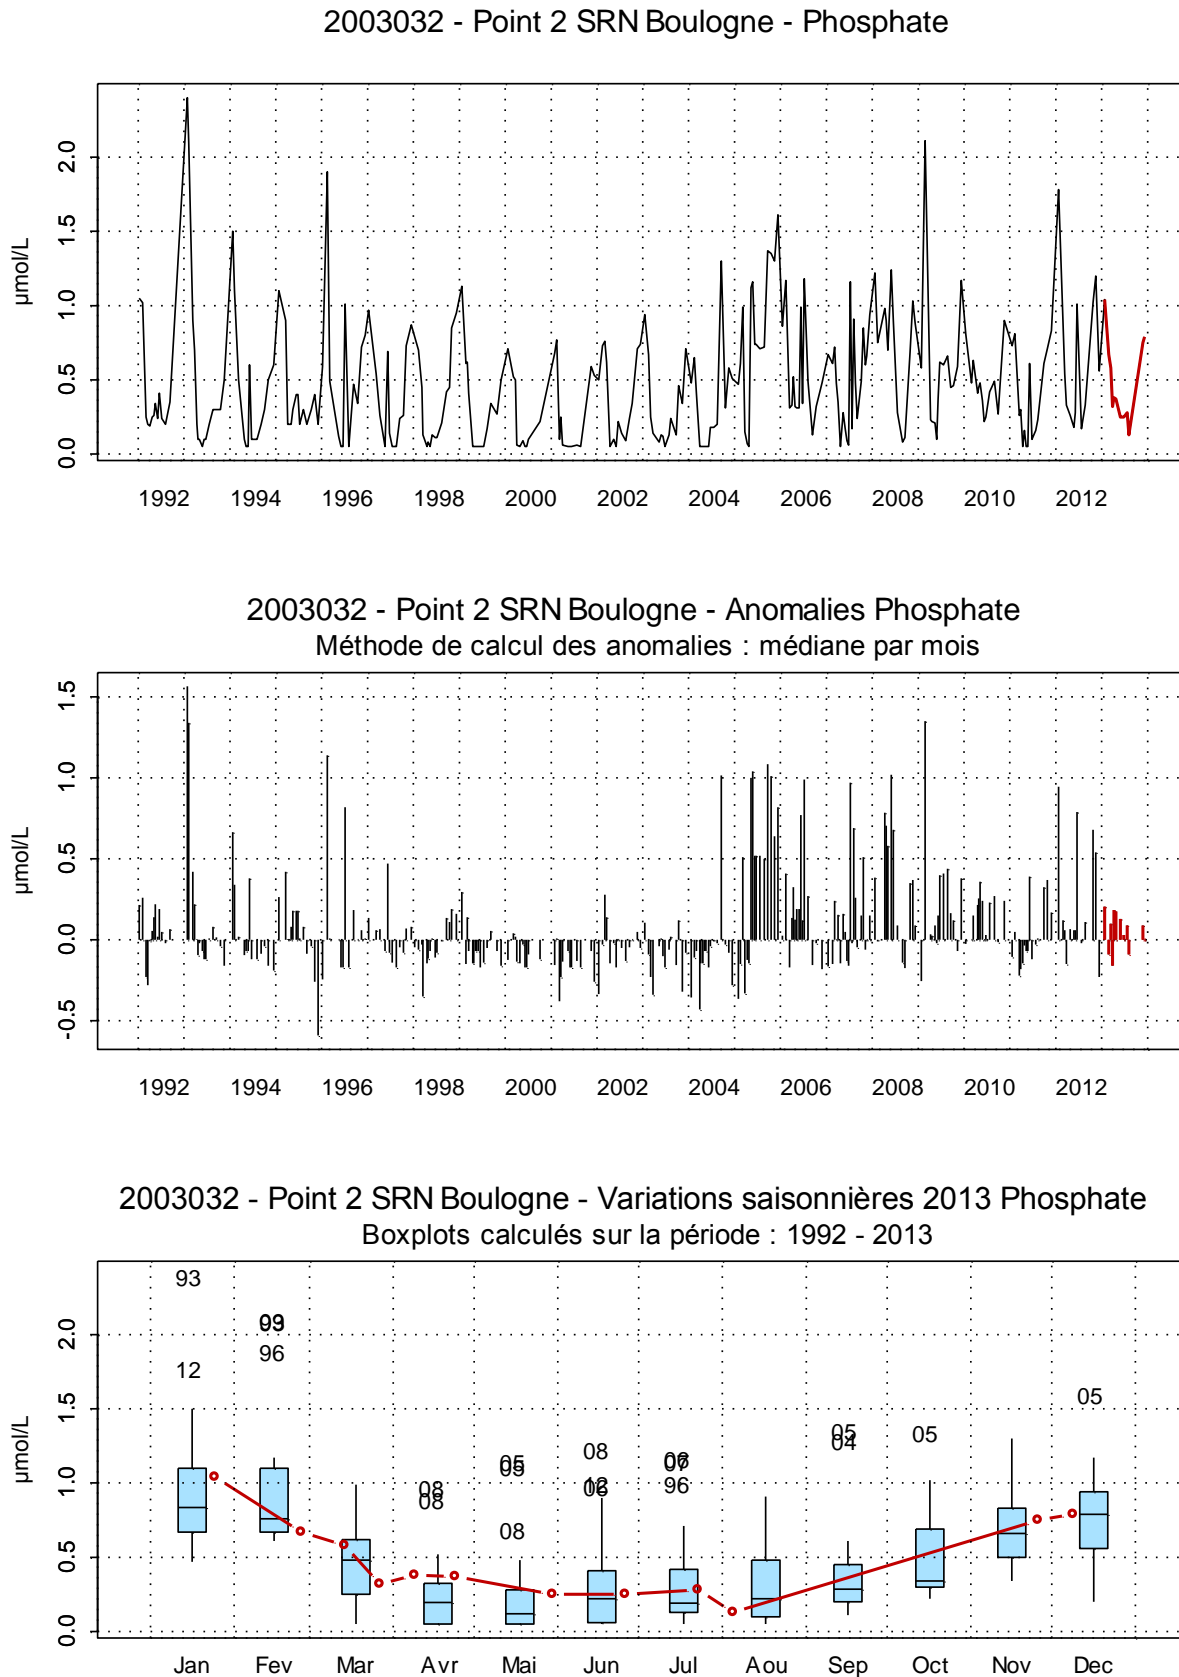 2003032 - Point 2 SRN Boulogne - Phosphate
µmol/L
2.0
1.5
1.0
0.5
0.0
1992 1994 1996 1998 2000 2002 2004 2006 2008 2010 2012
2003032 - Point 2 SRN Boulogne - Anomalies Phosphate
Méthode de calcul des anomalies : médiane par mois
µmol/L
1.5
1.0
0.5
0.0
-0.5
1992 1994 1996 1998 2000 2002 2004 2006 2008 2010 2012
2003032 - Point 2 SRN Boulogne - Variations saisonnières 2013 Phosphate
Boxplots calculés sur la période : 1992 - 2013
µmol/L
2.0
1.5
1.0
0.5
0.0
93
12
96
08
08
05
08
08
12
96
05
04
05
05
Jan Fev Mar Avr Mai Jun Jul Aou Sep Oct Nov Dec